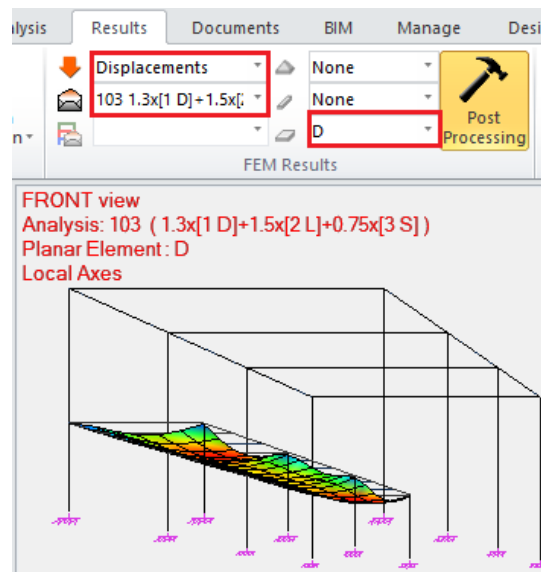 lysis Results Documents BIM Manage Desi
Displacements None
103 1.3x[1 D]+1.5x[: None
n D Post Processing
FEM Results
FRONT view
Analysis: 103 ( 1.3x[1 D]+1.5x[2 L]+0.75x[3 S] )
Planar Element : D
Local Axes